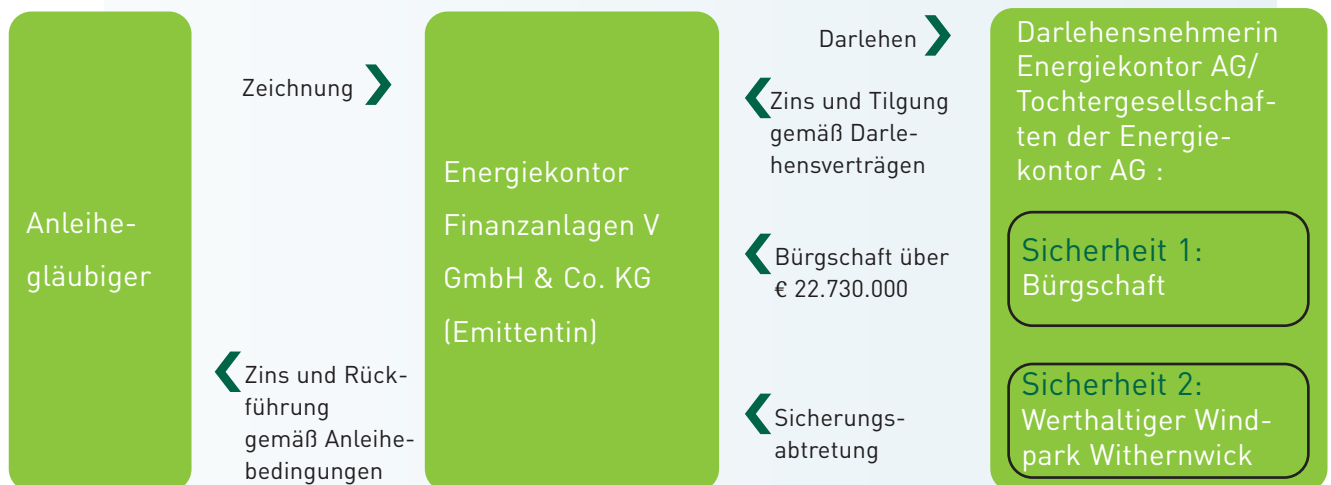 Anleihe-
gläubiger
Zeichnung
Zins und Rück-
führung
gemäß Anleihe-
bedingungen
Energiekontor
Finanzanlagen V
GmbH & Co. KG
(Emittentin)
Darlehen
Zins und Tilgung
gemäß Darle-
hensverträgen
Bürgschaft über
€ 22.730.000
Sicherungs-
abtretung
Darlehensnehmerin
Energiekontor AG/
Tochtergesellschaf-
ten der Energie-
kontor AG :
Sicherheit 1:
Bürgschaft
Sicherheit 2:
Werthaltiger Wind-
park Withernwick